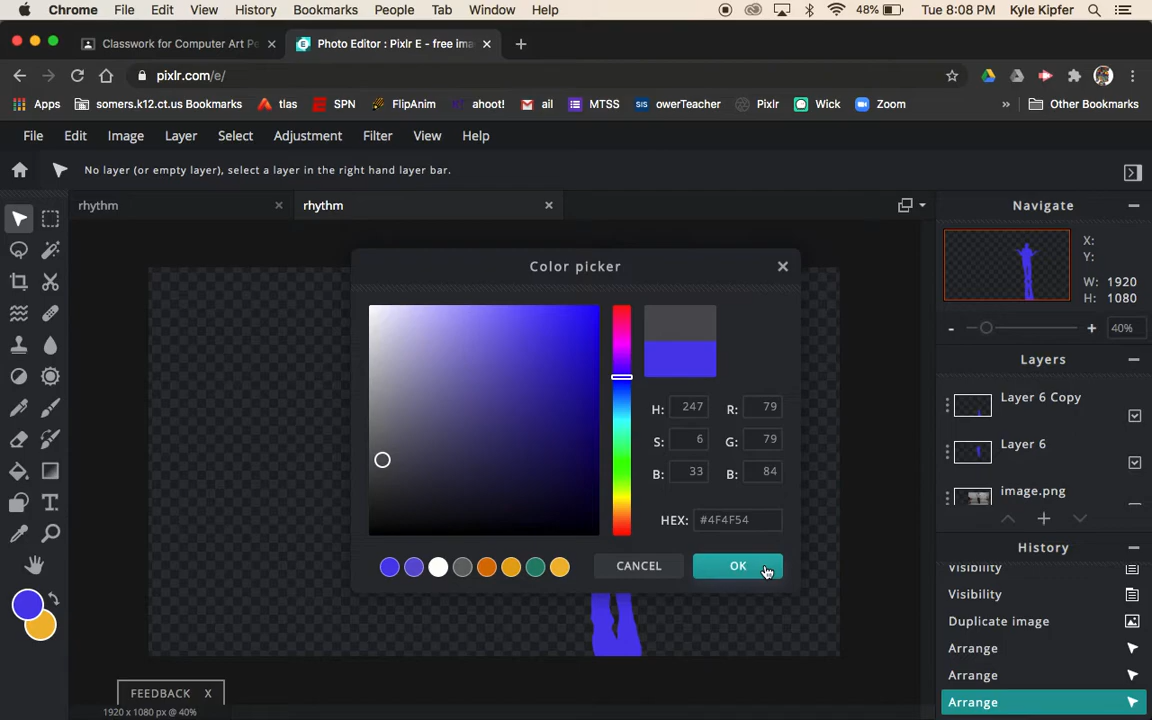 Chrome File Edit View History Bookmarks People Tab Window Help 48% Tue 8:08 PM Kyle Kipfer
Classwork for Computer Art Pe × Photo Editor : Pixlr E - free ima × +
pixlr.com/e/
Apps somers.k12.ct.us Bookmarks tlas SPN FlipAnim ahoot! ail MTSS SIS owerTeacher Pixlr Wick Zoom » Other Bookmarks
File Edit Image Layer Select Adjustment Filter View Help
No layer (or empty layer), select a layer in the right hand layer bar.
rhythm × rhythm ×
Navigate
X:
Y:
W: 1920
H: 1080
- + 40%
Color picker ×
H: 247 R: 79
S: 6 G: 79
B: 33 B: 84
HEX: #4F4F54
CANCEL OK
Layers
Layer 6 Copy
Layer 6
image.png
History
Visibility
Visibility
Duplicate image
Arrange
Arrange
Arrange
FEEDBACK X
1920 x 1080 px @ 40%